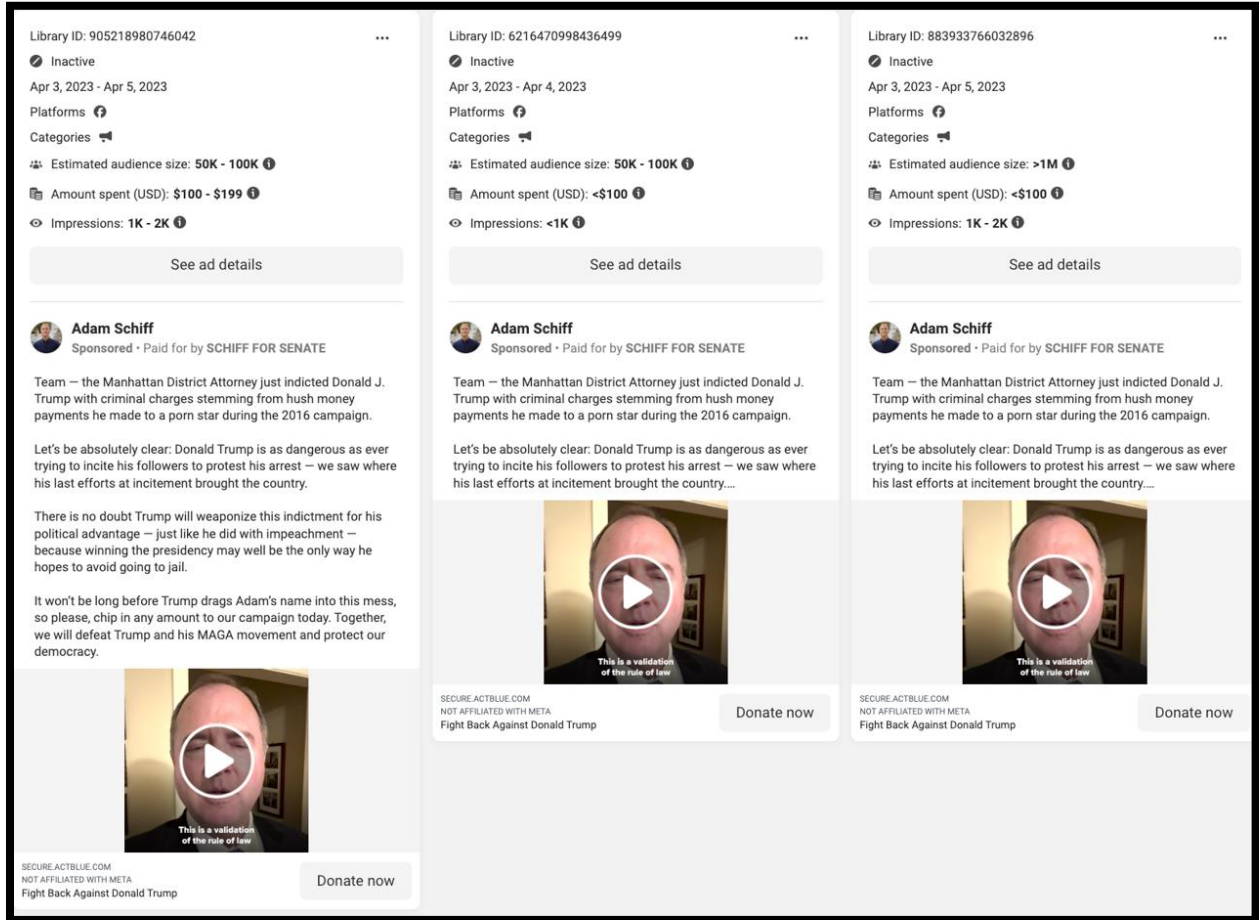 Library ID: 905218980746042
Inactive
Apr 3, 2023 - Apr 5, 2023
Platforms
Categories
Estimated audience size: 50K - 100K
Amount spent (USD): $100 - $199
Impressions: 1K - 2K
See ad details
Adam Schiff
Sponsored • Paid for by SCHIFF FOR SENATE
Team — the Manhattan District Attorney just indicted Donald J.
Trump with criminal charges stemming from hush money
payments he made to a porn star during the 2016 campaign.
Let's be absolutely clear: Donald Trump is as dangerous as ever
trying to incite his followers to protest his arrest — we saw where
his last efforts at incitement brought the country.
There is no doubt Trump will weaponize this indictment for his
political advantage — just like he did with impeachment —
because winning the presidency may well be the only way he
hopes to avoid going to jail.
It won't be long before Trump drags Adam's name into this mess,
so please, chip in any amount to our campaign today. Together,
we will defeat Trump and his MAGA movement and protect our
democracy.
This is a validation
of the rule of law
SECURE.ACTBLUE.COM
NOT AFFILIATED WITH META
Fight Back Against Donald Trump
Donate now
Library ID: 6216470998436499
Inactive
Apr 3, 2023 - Apr 4, 2023
Platforms
Categories
Estimated audience size: 50K - 100K
Amount spent (USD): <$100
Impressions: <1K
See ad details
Adam Schiff
Sponsored • Paid for by SCHIFF FOR SENATE
Team — the Manhattan District Attorney just indicted Donald J.
Trump with criminal charges stemming from hush money
payments he made to a porn star during the 2016 campaign.
Let's be absolutely clear: Donald Trump is as dangerous as ever
trying to incite his followers to protest his arrest — we saw where
his last efforts at incitement brought the country....
This is a validation
of the rule of law
SECURE.ACTBLUE.COM
NOT AFFILIATED WITH META
Fight Back Against Donald Trump
Donate now
Library ID: 883933766032896
Inactive
Apr 3, 2023 - Apr 5, 2023
Platforms
Categories
Estimated audience size: >1M
Amount spent (USD): <$100
Impressions: 1K - 2K
See ad details
Adam Schiff
Sponsored • Paid for by SCHIFF FOR SENATE
Team — the Manhattan District Attorney just indicted Donald J.
Trump with criminal charges stemming from hush money
payments he made to a porn star during the 2016 campaign.
Let's be absolutely clear: Donald Trump is as dangerous as ever
trying to incite his followers to protest his arrest — we saw where
his last efforts at incitement brought the country....
This is a validation
of the rule of law
SECURE.ACTBLUE.COM
NOT AFFILIATED WITH META
Fight Back Against Donald Trump
Donate now